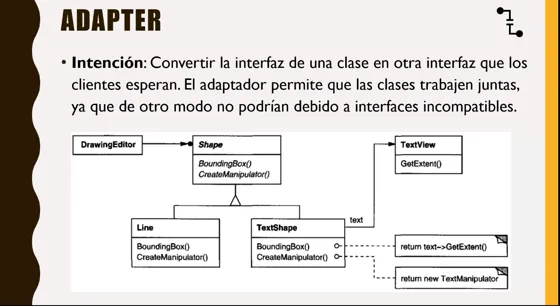 ADAPTER
• Intención: Convertir la interfaz de una clase en otra interfaz que los
clientes esperan. El adaptador permite que las clases trabajen juntas,
ya que de otro modo no podrían debido a interfaces incompatibles.
DrawingEditor
Shape
BoundingBox()
CreateManipulator()
TextView
GetExtent()
text
Line
BoundingBox()
CreateManipulator()
TextShape
BoundingBox()
CreateManipulator()
return text->GetExtent()
return new TextManipulator